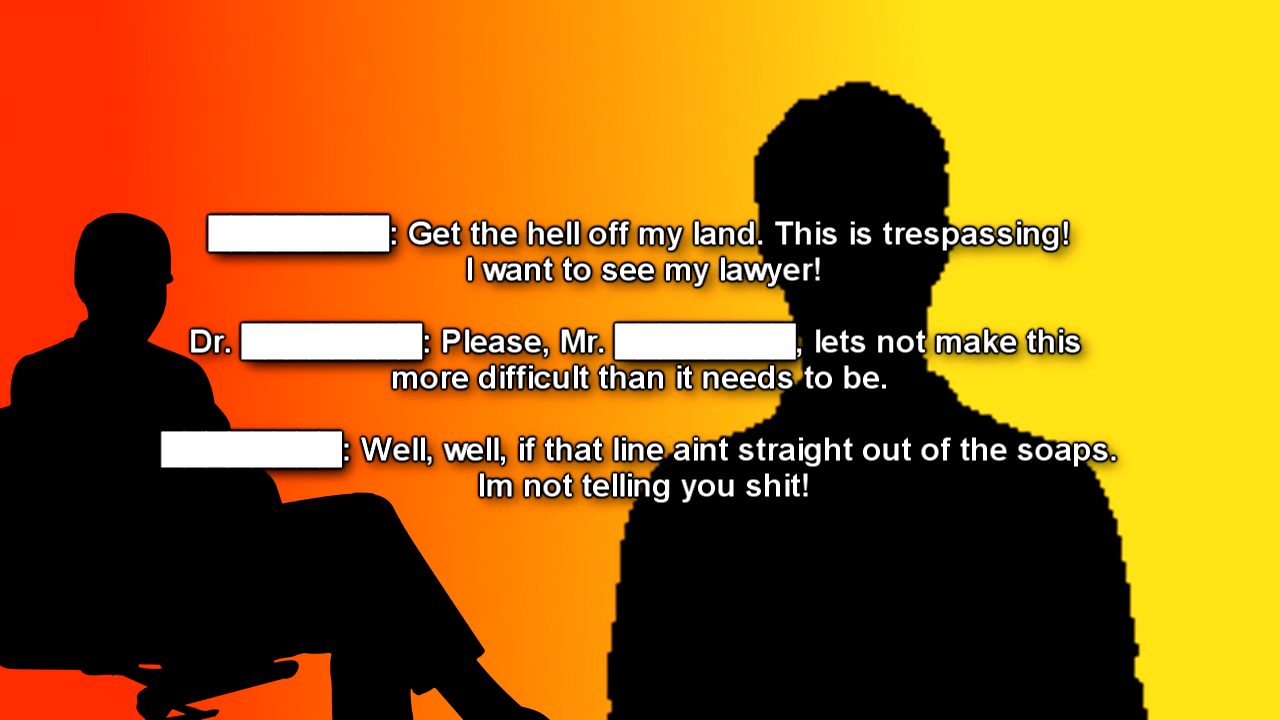 : Get the hell off my land. This is trespassing!
I want to see my lawyer!
Dr. : Please, Mr. , lets not make this
more difficult than it needs to be.
: Well, well, if that line aint straight out of the soaps.
Im not telling you shit!